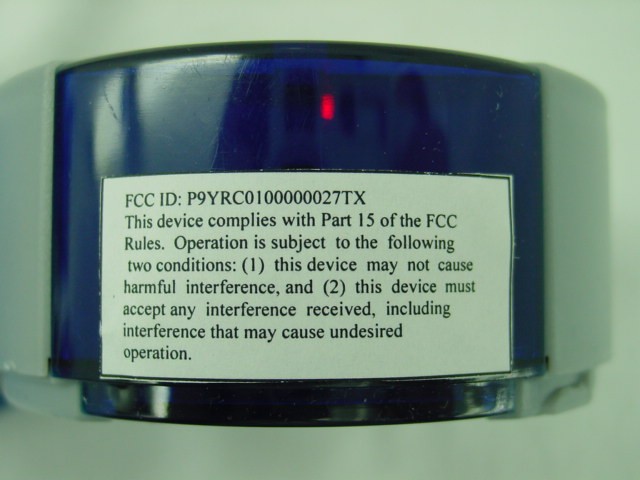 FCC ID: P9YRC0100000027TX
This device complies with Part 15 of the FCC
Rules. Operation is subject to the following
two conditions: (1) this device may not cause
harmful interference, and (2) this device must
accept any interference received, including
interference that may cause undesired
operation.